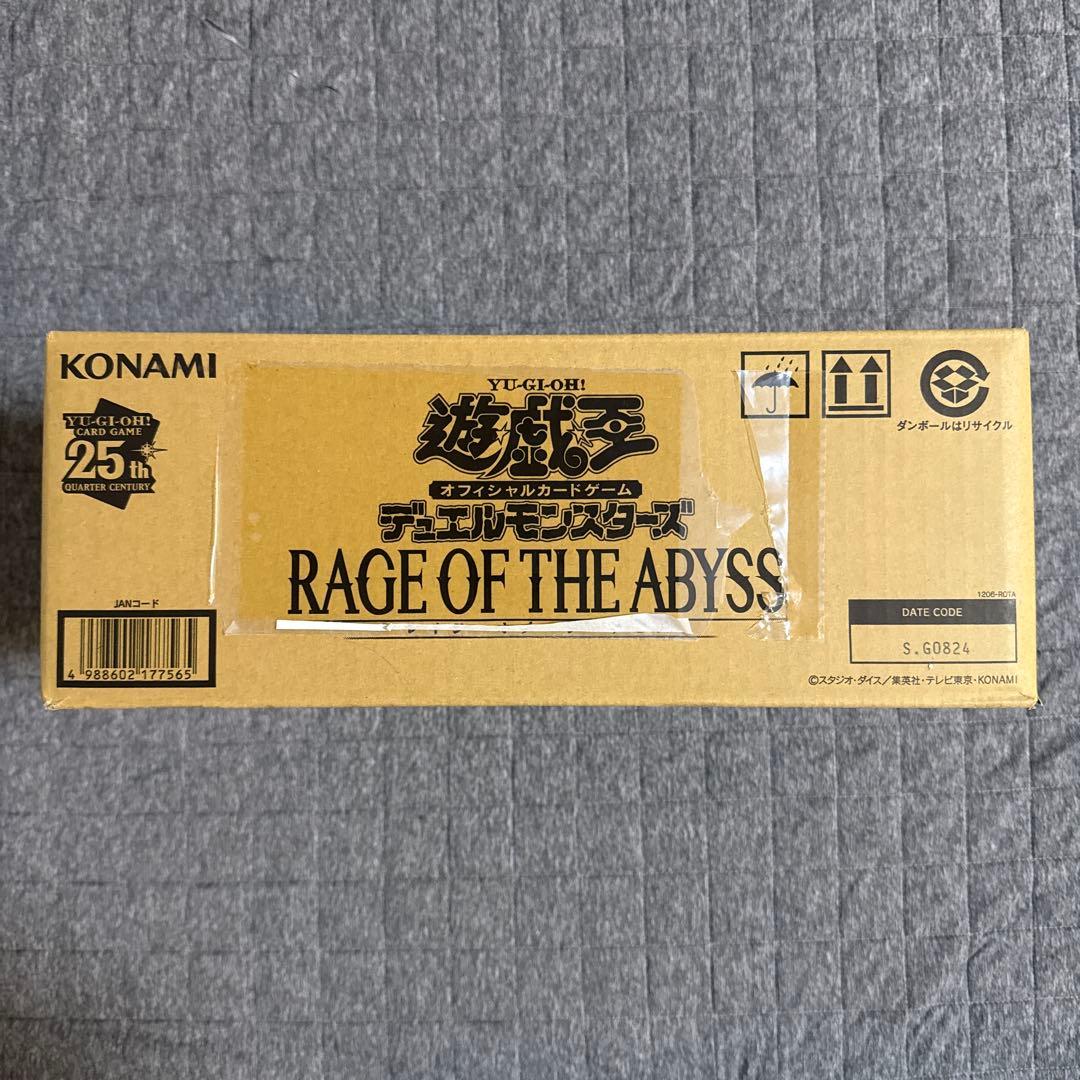 KONAMI
YU-GI-OH!
CARD GAME
25th
QUARTER CENTURY
YU-GI-OH!
遊戯王
オフィシャルカードゲーム
デュエルモンスターズ
RAGE OF THE ABYSS
ダンボールはリサイクル
JANコード
4 988602 177565
1206-ROTA
DATE CODE
S.G0824
©スタジオ・ダイス/集英社・テレビ東京・KONAMI